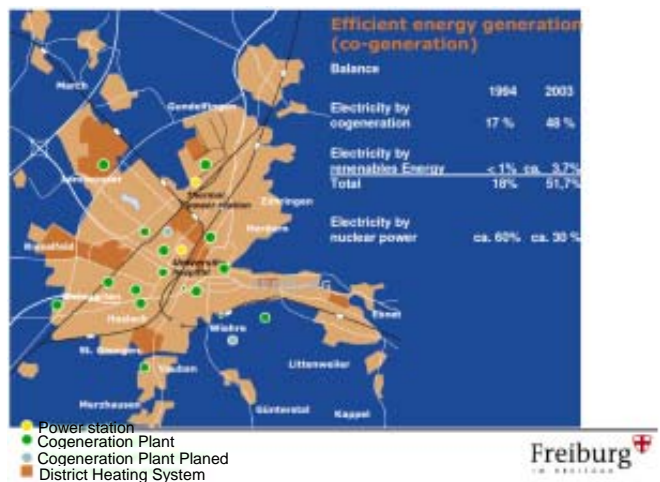 Efficient energy generation
(co-generation)
Balance
1994 2003
Electricity by
cogeneration 17 % 48 %
Electricity by
renenables Energy < 1% ca. 3.7%
Total 18% 51,7%
Electricity by
nuclear power ca. 60% ca. 30 %
March
Gundelfingen
Zähringen
Herdern
Haslach
Wiehre
Ebnet
St. Georgen
Vauban
Littenweiler
Merzhausen
Günterstal
Kappel
Power station
Cogeneration Plant
Cogeneration Plant Planed
District Heating System
Freiburg
IM BREISGAU